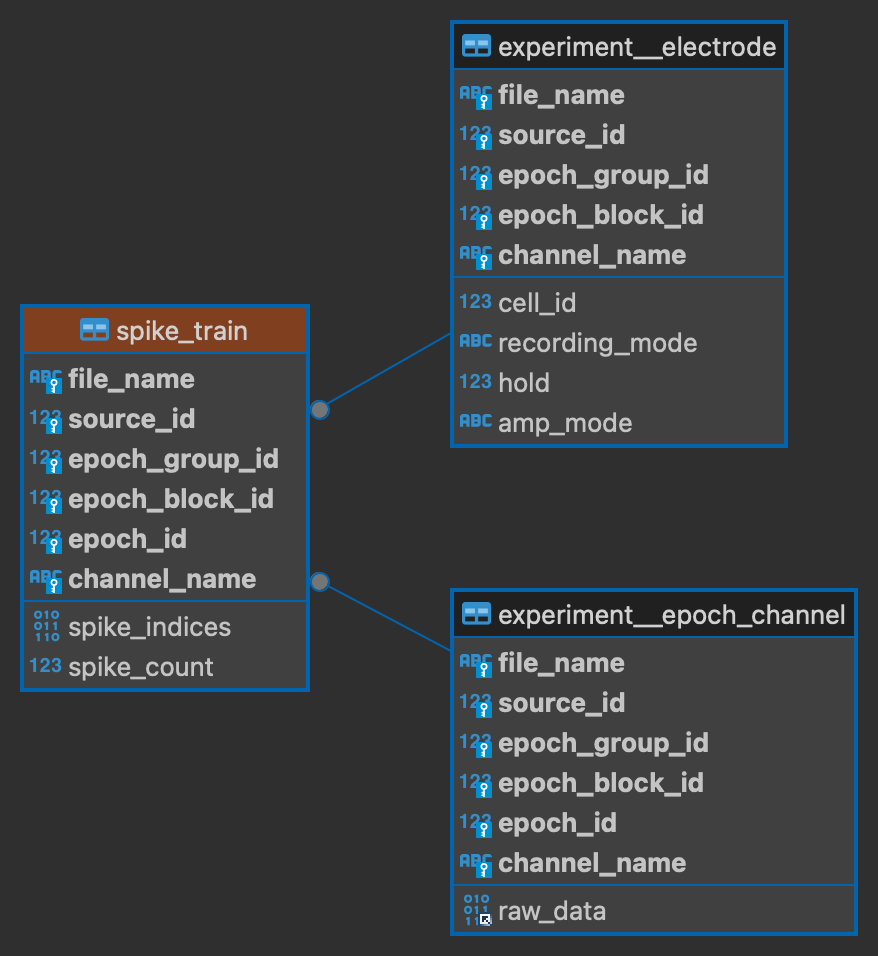 experiment__electrode
ABC file_name
123 source_id
123 epoch_group_id
123 epoch_block_id
ABC channel_name
123 cell_id
ABC recording_mode
123 hold
ABC amp_mode
spike_train
ABC file_name
123 source_id
123 epoch_group_id
123 epoch_block_id
123 epoch_id
ABC channel_name
010 011 110 spike_indices
123 spike_count
experiment__epoch_channel
ABC file_name
123 source_id
123 epoch_group_id
123 epoch_block_id
123 epoch_id
ABC channel_name
010 011 raw_data